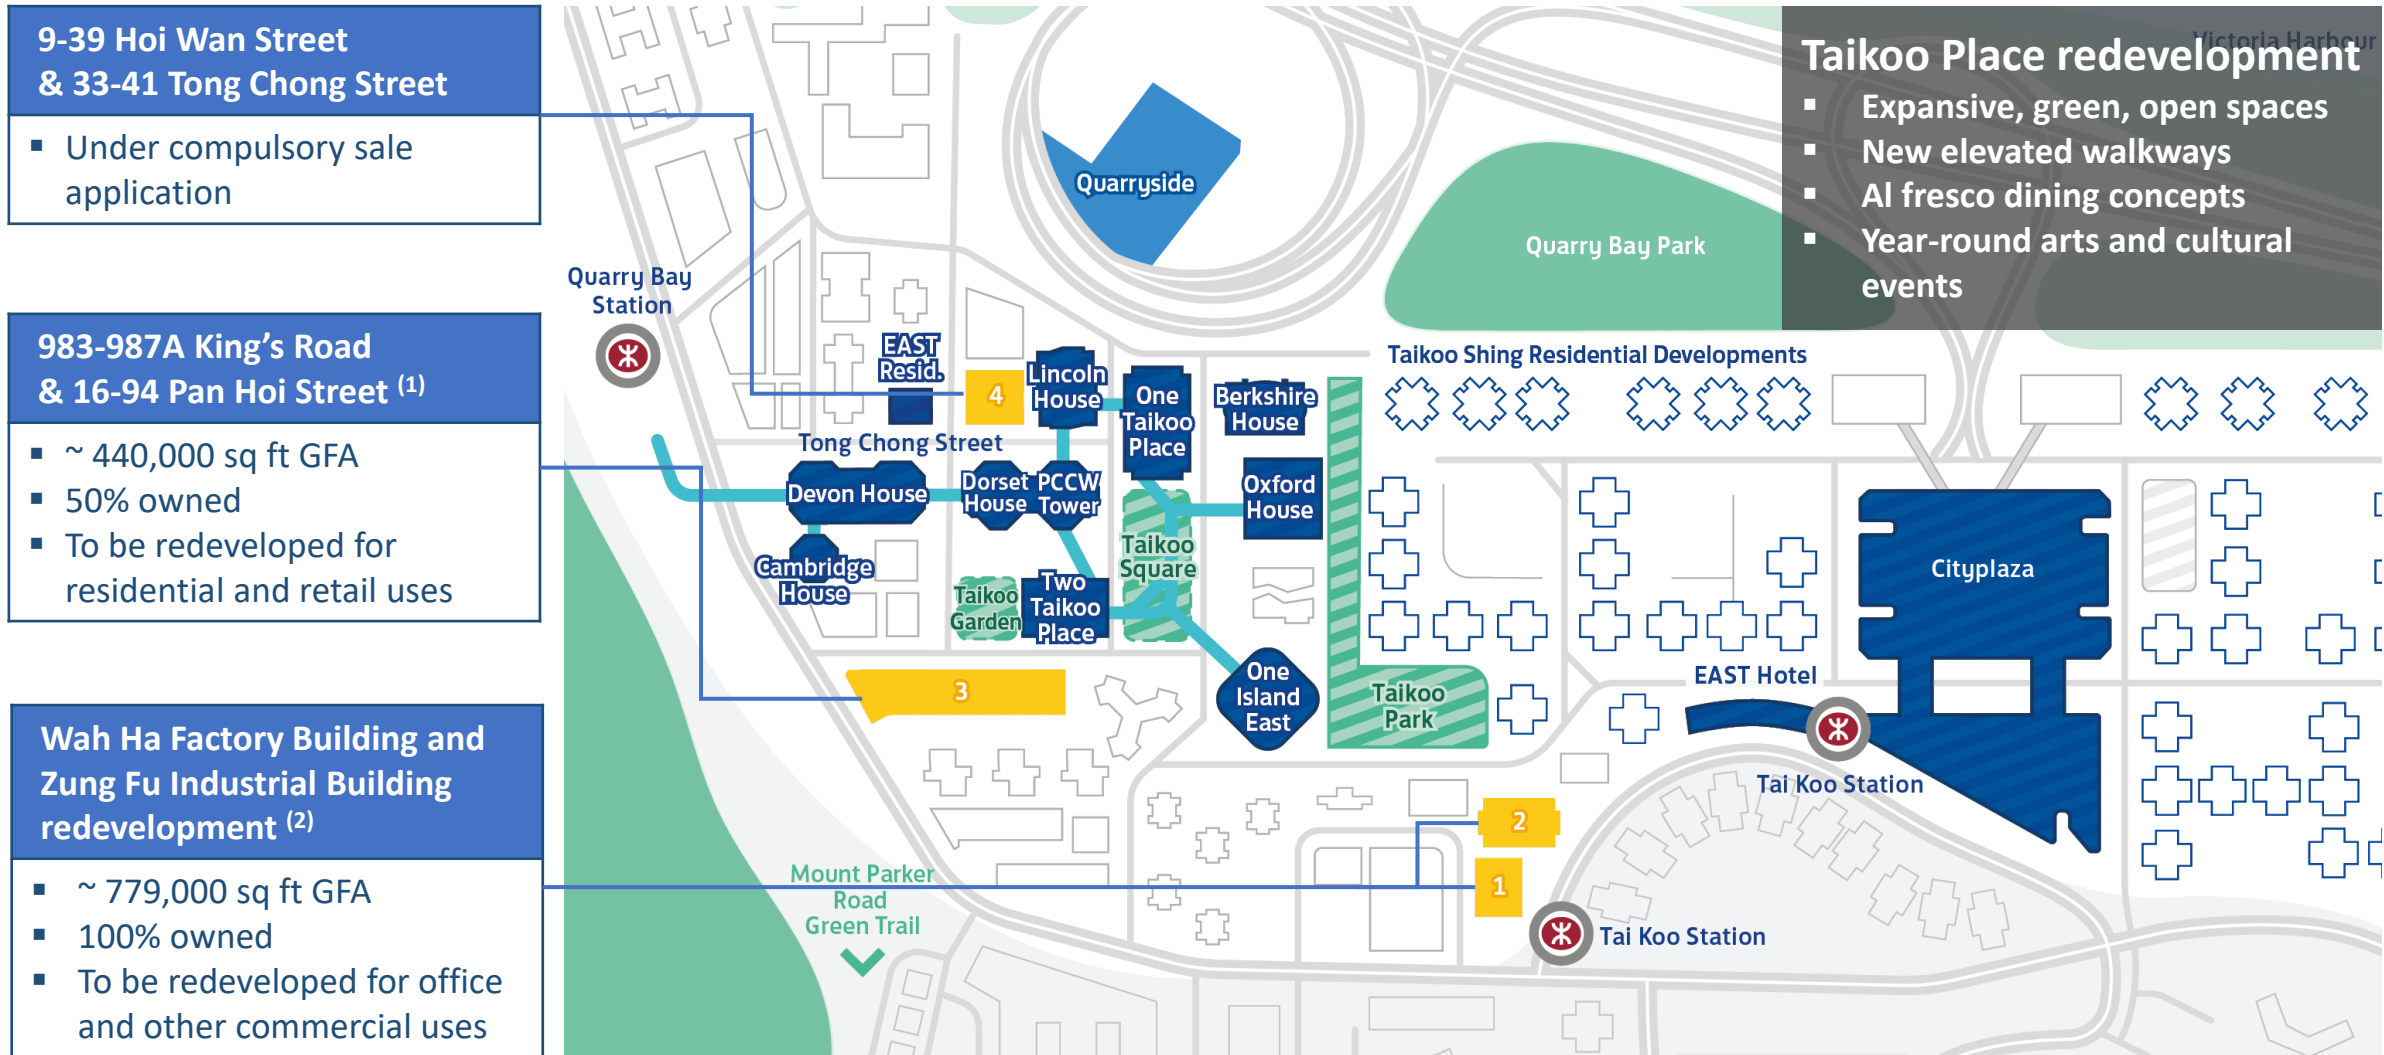 9-39 Hoi Wan Street
& 33-41 Tong Chong Street
▪ Under compulsory sale
application
983-987A King’s Road
& 16-94 Pan Hoi Street (1)
▪ ~ 440,000 sq ft GFA
▪ 50% owned
▪ To be redeveloped for
residential and retail uses
Wah Ha Factory Building and
Zung Fu Industrial Building
redevelopment (2)
▪ ~ 779,000 sq ft GFA
▪ 100% owned
▪ To be redeveloped for office
and other commercial uses
Victoria Harbour
Taikoo Place redevelopment
▪ Expansive, green, open spaces
▪ New elevated walkways
▪ Al fresco dining concepts
▪ Year-round arts and cultural
events
Quarryside
Quarry Bay Park
Quarry Bay
Station
EAST
Resid.
4
Lincoln
House
One
Taikoo
Place
Berkshire
House
Taikoo Shing Residential Developments
Tong Chong Street
Devon House
Dorset
House
PCCW
Tower
Oxford
House
Taikoo
Square
Cambridge
House
Taikoo
Garden
Two
Taikoo
Place
Cityplaza
3
One
Island
East
Taikoo
Park
EAST Hotel
Tai Koo Station
2
1
Mount Parker
Road
Green Trail
Tai Koo Station